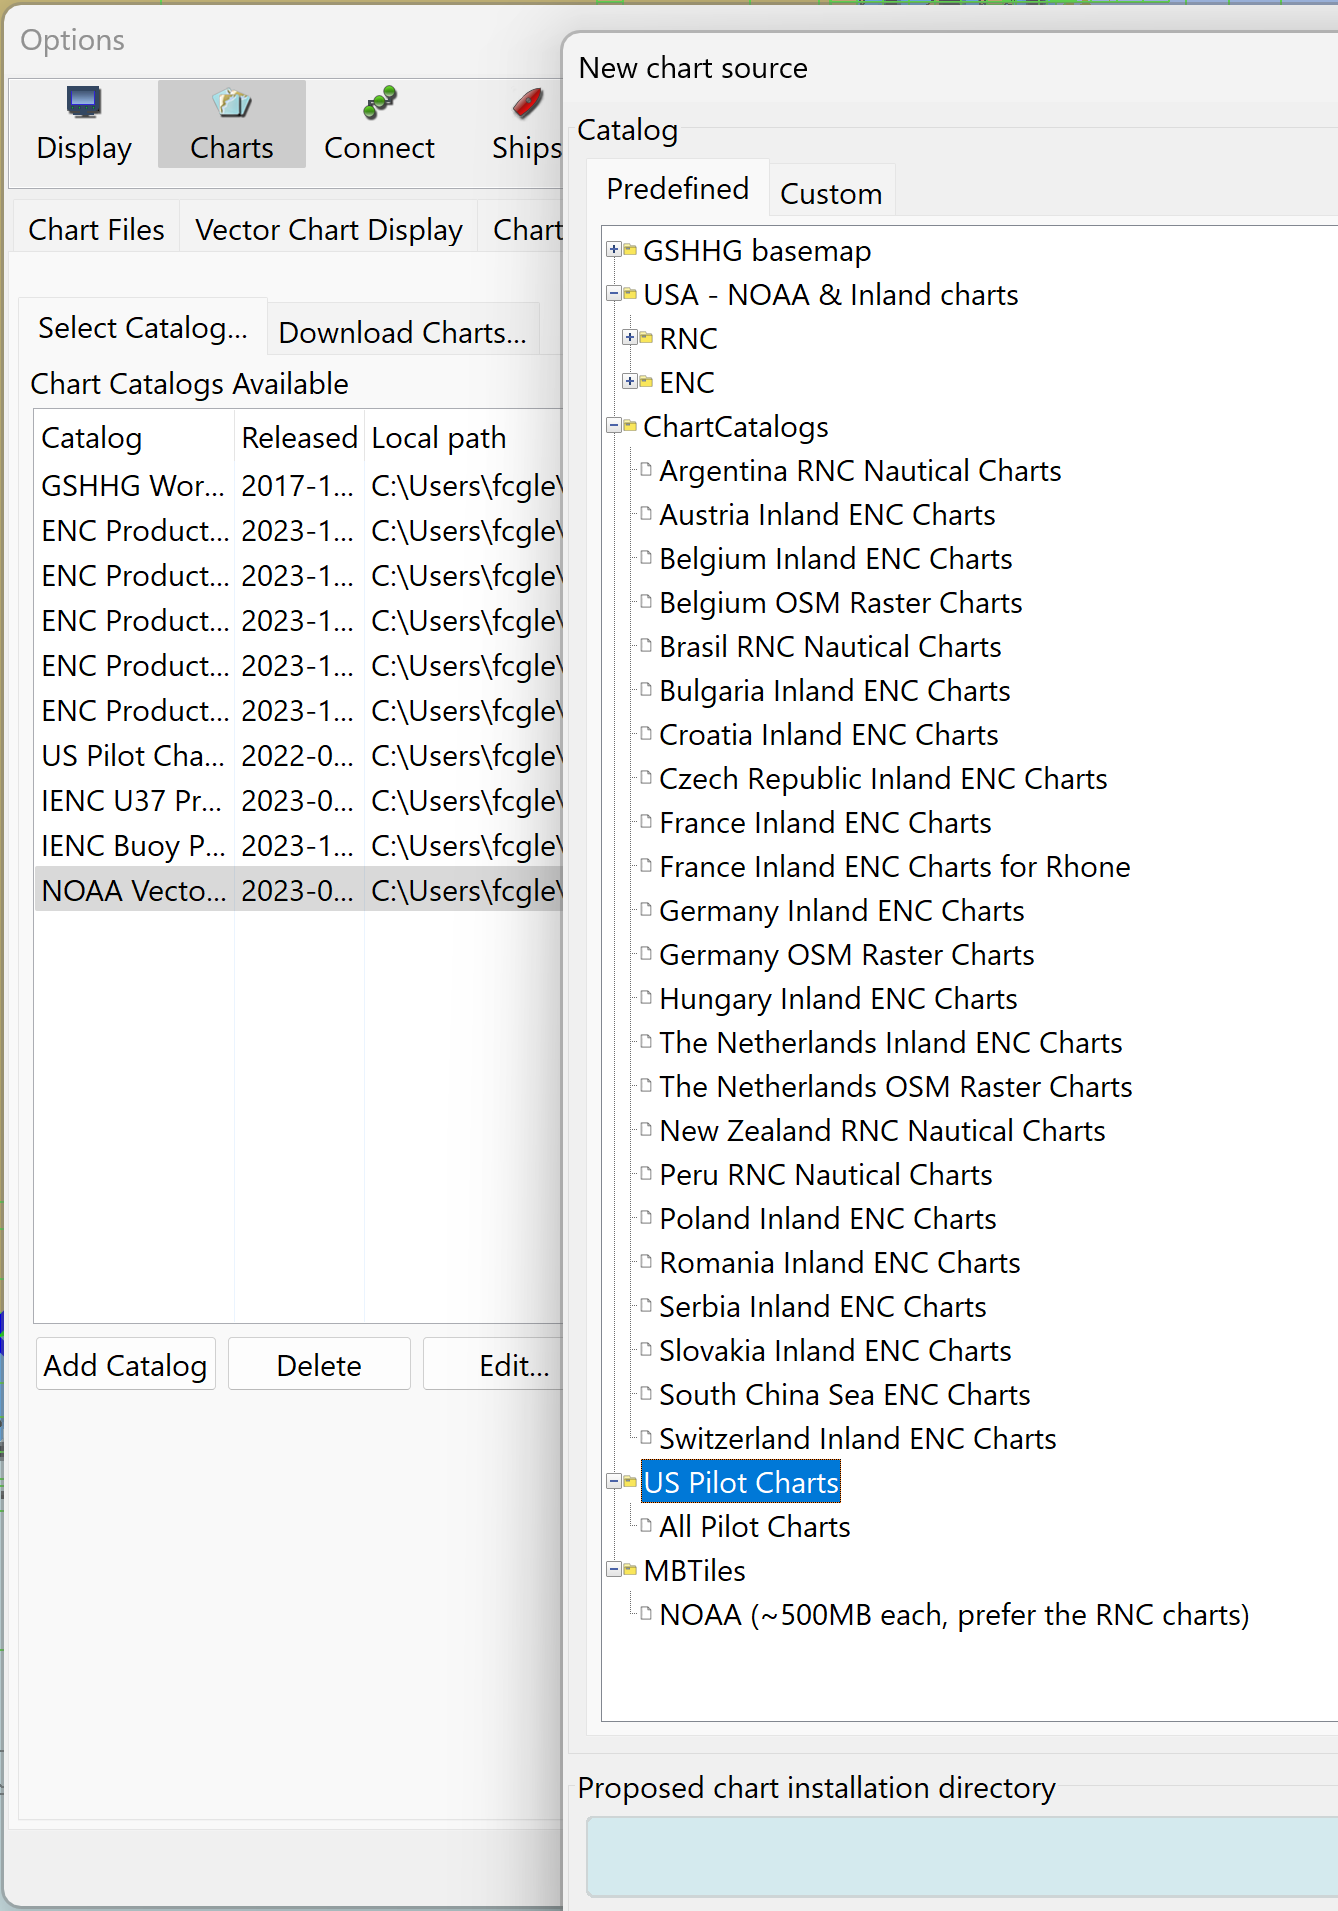 Options
Display
Charts
Connect
Ships
Chart Files
Vector Chart Display
Chart
Select Catalog...
Download Charts...
Chart Catalogs Available
Catalog Released Local path
GSHHG Wor... 2017-1... C:\Users\fcgle\
ENC Product... 2023-1... C:\Users\fcgle\
ENC Product... 2023-1... C:\Users\fcgle\
ENC Product... 2023-1... C:\Users\fcgle\
ENC Product... 2023-1... C:\Users\fcgle\
ENC Product... 2023-1... C:\Users\fcgle\
US Pilot Cha... 2022-0... C:\Users\fcgle\
IENC U37 Pr... 2023-0... C:\Users\fcgle\
IENC Buoy P... 2023-1... C:\Users\fcgle\
NOAA Vecto... 2023-0... C:\Users\fcgle\
Add Catalog
Delete
Edit...
New chart source
Catalog
Predefined
Custom
GSHHG basemap
USA - NOAA & Inland charts
RNC
ENC
ChartCatalogs
Argentina RNC Nautical Charts
Austria Inland ENC Charts
Belgium Inland ENC Charts
Belgium OSM Raster Charts
Brasil RNC Nautical Charts
Bulgaria Inland ENC Charts
Croatia Inland ENC Charts
Czech Republic Inland ENC Charts
France Inland ENC Charts
France Inland ENC Charts for Rhone
Germany Inland ENC Charts
Germany OSM Raster Charts
Hungary Inland ENC Charts
The Netherlands Inland ENC Charts
The Netherlands OSM Raster Charts
New Zealand RNC Nautical Charts
Peru RNC Nautical Charts
Poland Inland ENC Charts
Romania Inland ENC Charts
Serbia Inland ENC Charts
Slovakia Inland ENC Charts
South China Sea ENC Charts
Switzerland Inland ENC Charts
US Pilot Charts
All Pilot Charts
MBTiles
NOAA (~500MB each, prefer the RNC charts)
Proposed chart installation directory